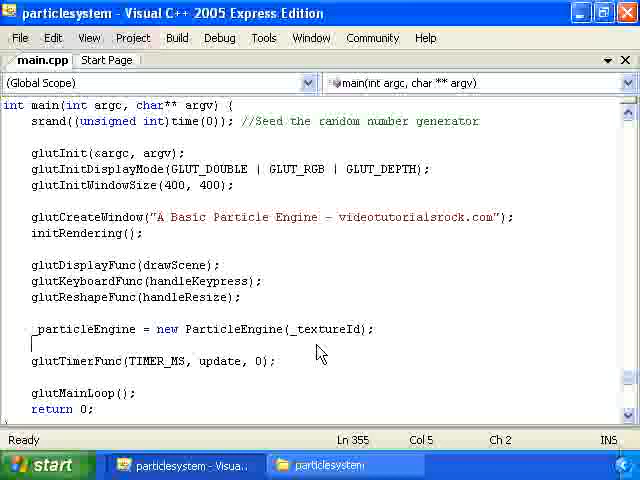 particlesystem - Visual C++ 2005 Express Edition
File Edit View Project Build Debug Tools Window Community Help
main.cpp Start Page
(Global Scope) main(int argc, char ** argv)
int main(int argc, char** argv) {
srand((unsigned int)time(0)); //Seed the random number generator
glutInit(&argc, argv);
glutInitDisplayMode(GLUT_DOUBLE | GLUT_RGB | GLUT_DEPTH);
glutInitWindowSize(400, 400);
glutCreateWindow("A Basic Particle Engine - videotutorialsrock.com");
initRendering();
glutDisplayFunc(drawScene);
glutKeyboardFunc(handleKeypress);
glutReshapeFunc(handleResize);
_particleEngine = new ParticleEngine(_textureId);
glutTimerFunc(TIMER_MS, update, 0);
glutMainLoop();
return 0;
Ready Ln 355 Col 5 Ch 2 INS
start particlesystem - Visua... particlesystem